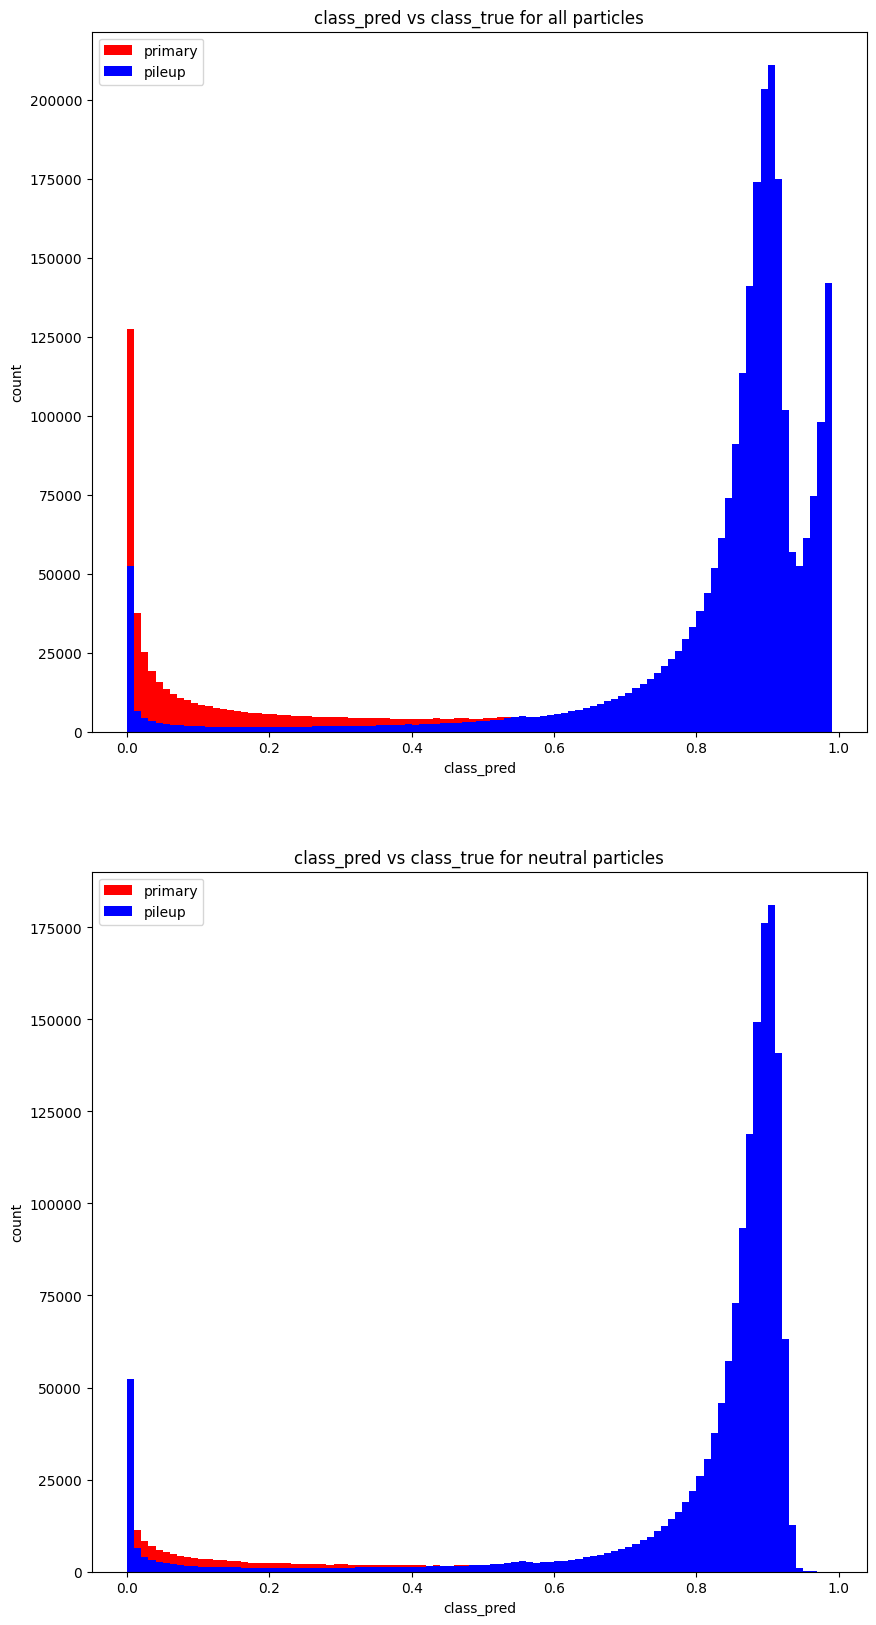 class_pred vs class_true for all particles
primary
pileup
200000
175000
150000
125000
100000
75000
50000
25000
0
count
0.0 0.2 0.4 0.6 0.8 1.0
class_pred
class_pred vs class_true for neutral particles
primary
pileup
175000
150000
125000
100000
75000
50000
25000
0
count
0.0 0.2 0.4 0.6 0.8 1.0
class_pred